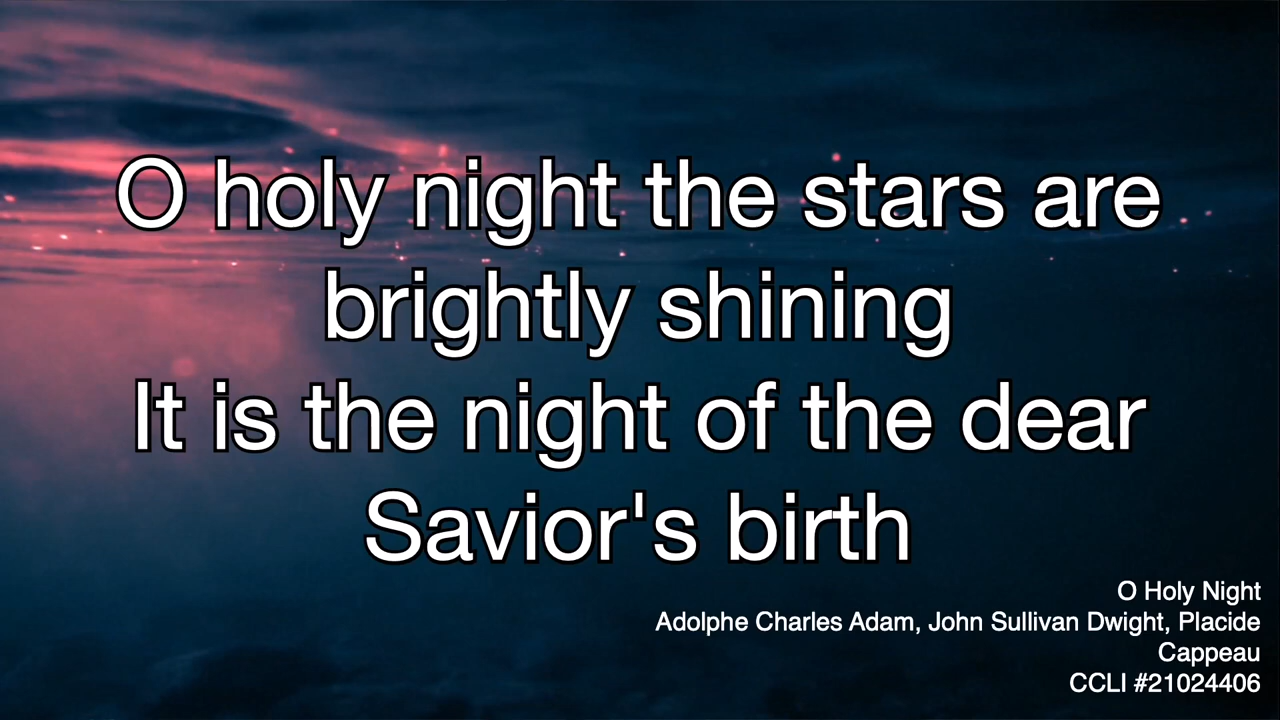 O holy night the stars are
brightly shining
It is the night of the dear
Savior's birth
O Holy Night
Adolphe Charles Adam, John Sullivan Dwight, Placide
Cappeau
CCLI #21024406